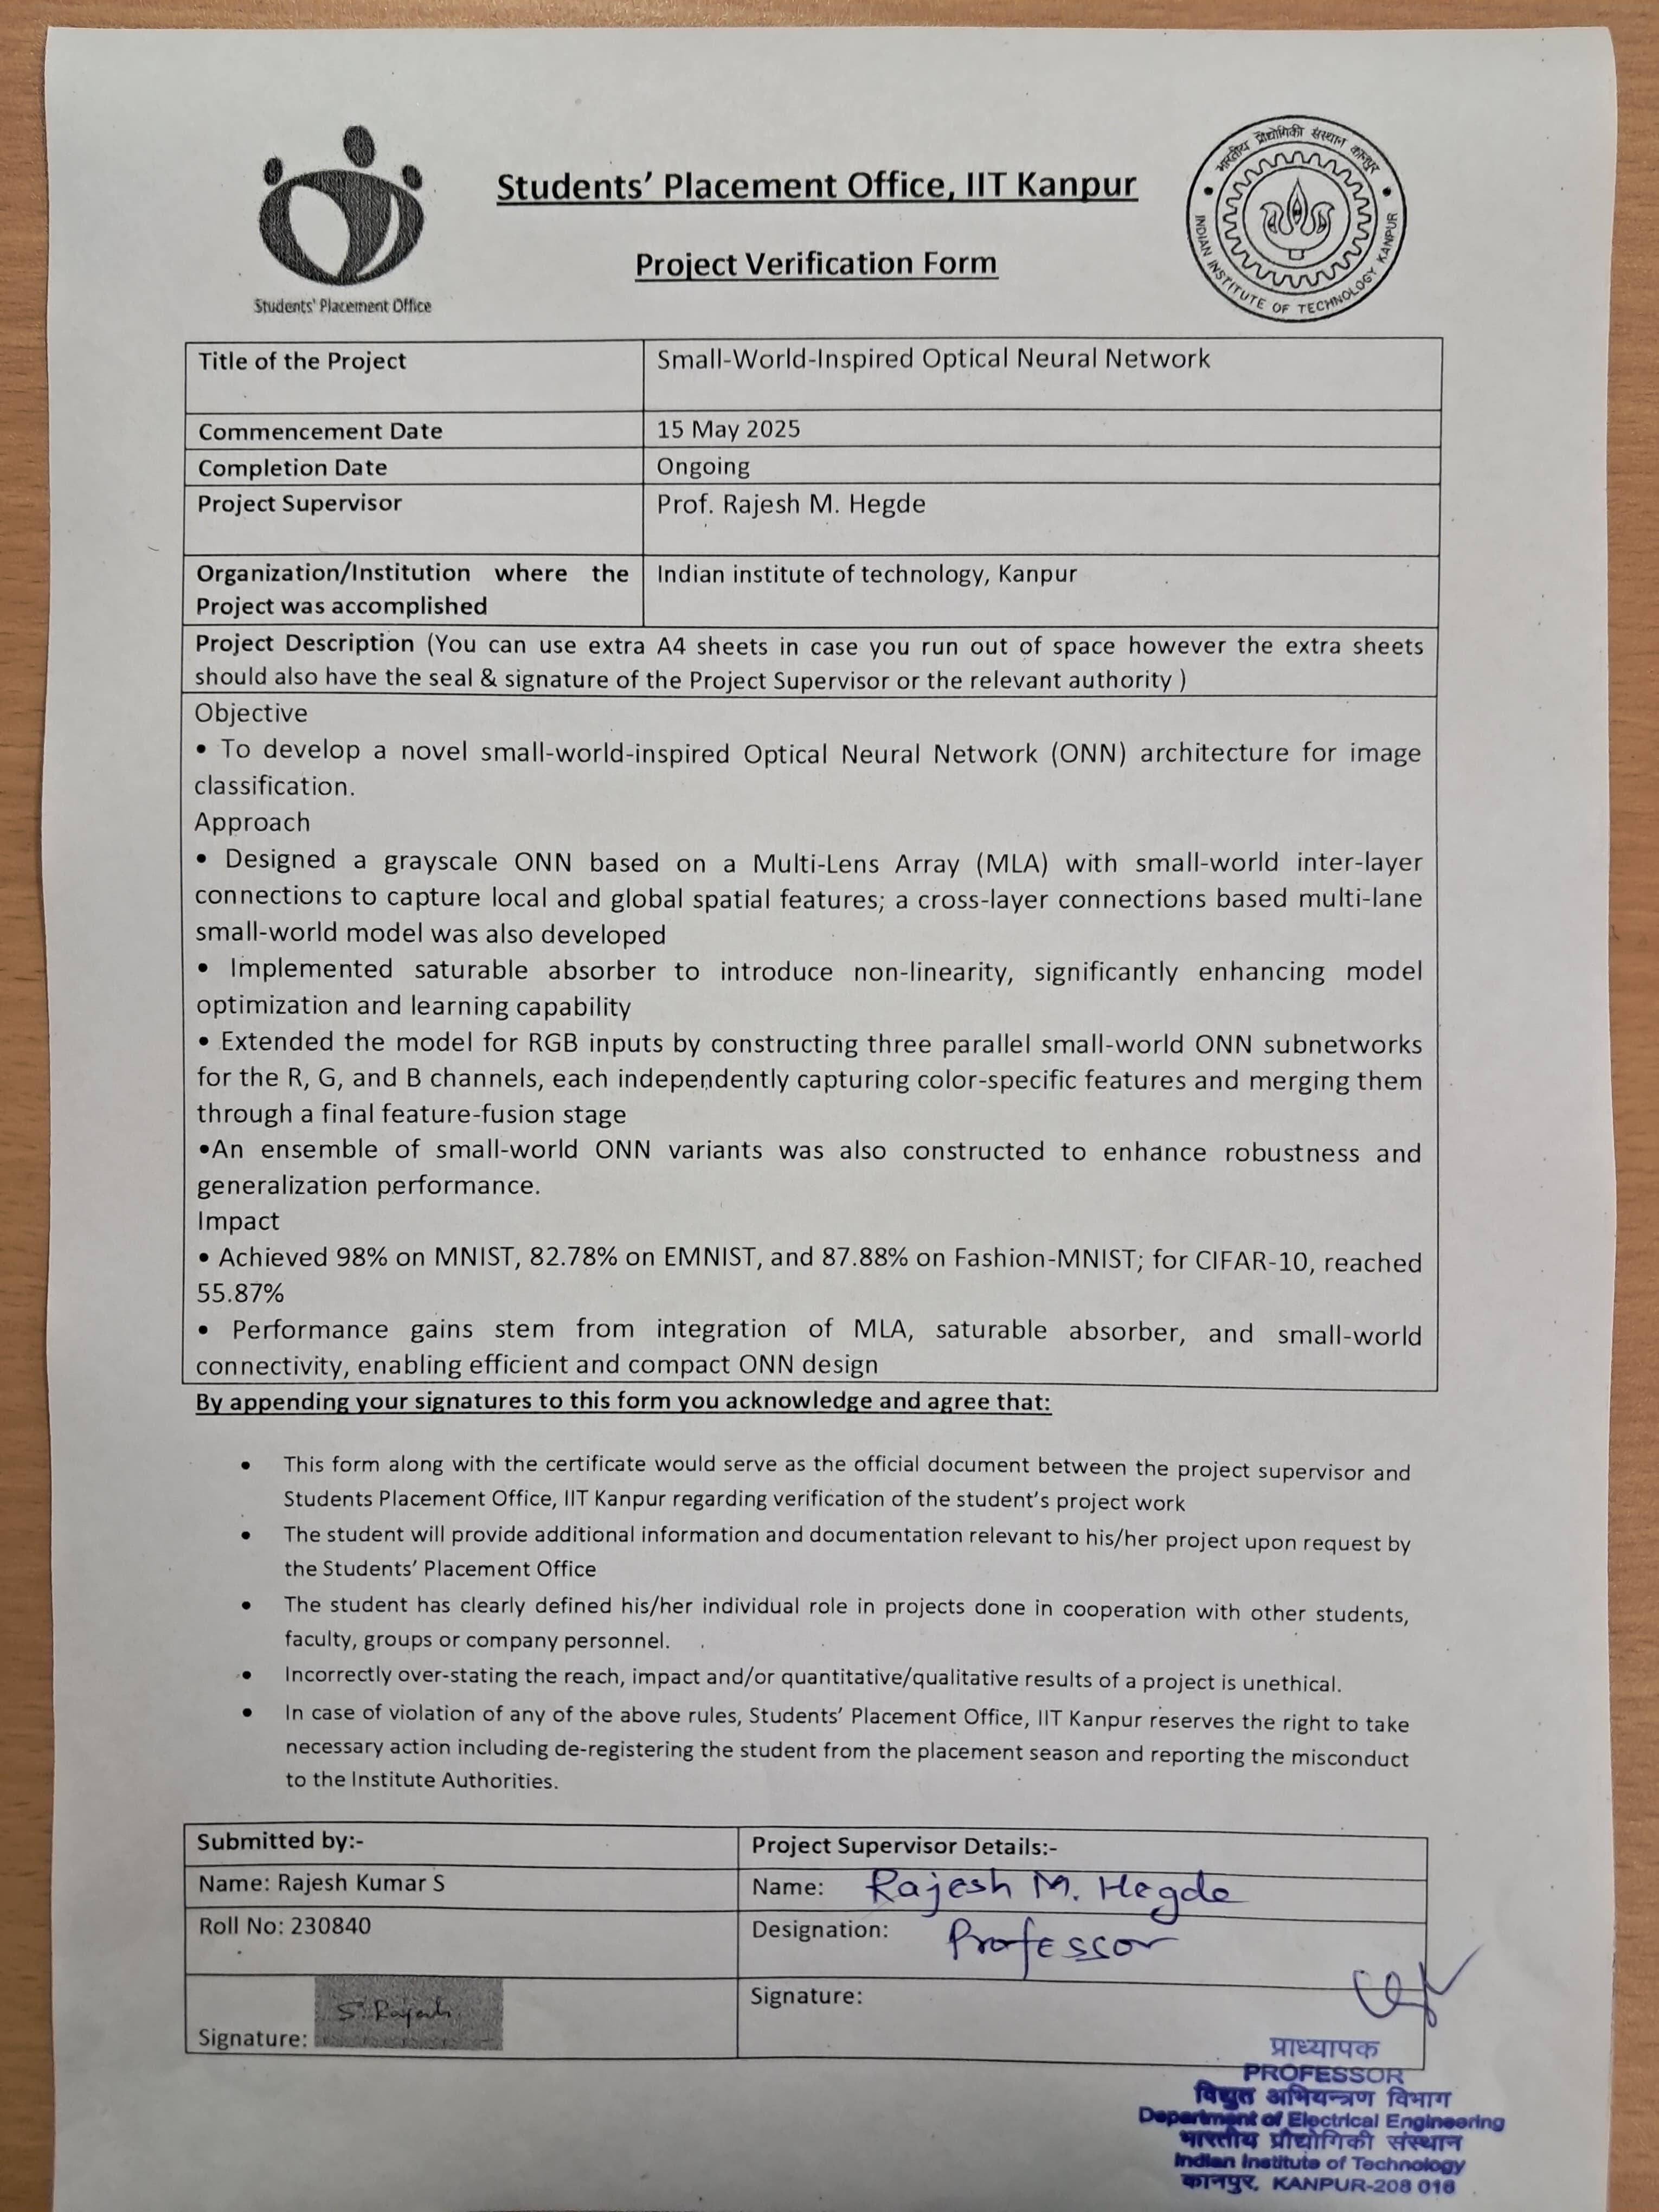 Students' Placement Office, IIT Kanpur
Project Verification Form
Students' Placement Office
भारतीय प्रौद्योगिकी संस्थान कानपुर
INDIAN INSTITUTE OF TECHNOLOGY KANPUR
Title of the Project Small-World-Inspired Optical Neural Network
Commencement Date 15 May 2025
Completion Date Ongoing
Project Supervisor Prof. Rajesh M. Hegde
Organization/Institution where the Indian institute of technology, Kanpur
Project was accomplished
Project Description (You can use extra A4 sheets in case you run out of space however the extra sheets
should also have the seal & signature of the Project Supervisor or the relevant authority )
Objective
• To develop a novel small-world-inspired Optical Neural Network (ONN) architecture for image
classification.
Approach
• Designed a grayscale ONN based on a Multi-Lens Array (MLA) with small-world inter-layer
connections to capture local and global spatial features; a cross-layer connections based multi-lane
small-world model was also developed
• Implemented saturable absorber to introduce non-linearity, significantly enhancing model
optimization and learning capability
• Extended the model for RGB inputs by constructing three parallel small-world ONN subnetworks
for the R, G, and B channels, each independently capturing color-specific features and merging them
through a final feature-fusion stage
•An ensemble of small-world ONN variants was also constructed to enhance robustness and
generalization performance.
Impact
• Achieved 98% on MNIST, 82.78% on EMNIST, and 87.88% on Fashion-MNIST; for CIFAR-10, reached
55.87%
• Performance gains stem from integration of MLA, saturable absorber, and small-world
connectivity, enabling efficient and compact ONN design
By appending your signatures to this form you acknowledge and agree that:
• This form along with the certificate would serve as the official document between the project supervisor and
Students Placement Office, IIT Kanpur regarding verification of the student's project work
• The student will provide additional information and documentation relevant to his/her project upon request by
the Students' Placement Office
• The student has clearly defined his/her individual role in projects done in cooperation with other students,
faculty, groups or company personnel.
• Incorrectly over-stating the reach, impact and/or quantitative/qualitative results of a project is unethical.
• In case of violation of any of the above rules, Students' Placement Office, IIT Kanpur reserves the right to take
necessary action including de-registering the student from the placement season and reporting the misconduct
to the Institute Authorities.
Submitted by:- Project Supervisor Details:-
Name: Rajesh Kumar S Name: Rajesh M. Hegde
Roll No: 230840 Designation: Professor
Signature: S. Rajesh Signature:
प्राध्यापक
PROFESSOR
विद्युत अभियन्त्रण विभाग
Department of Electrical Engineering
भारतीय प्रौद्योगिकी संस्थान
Indian Institute of Technology
कानपुर, KANPUR-208 016